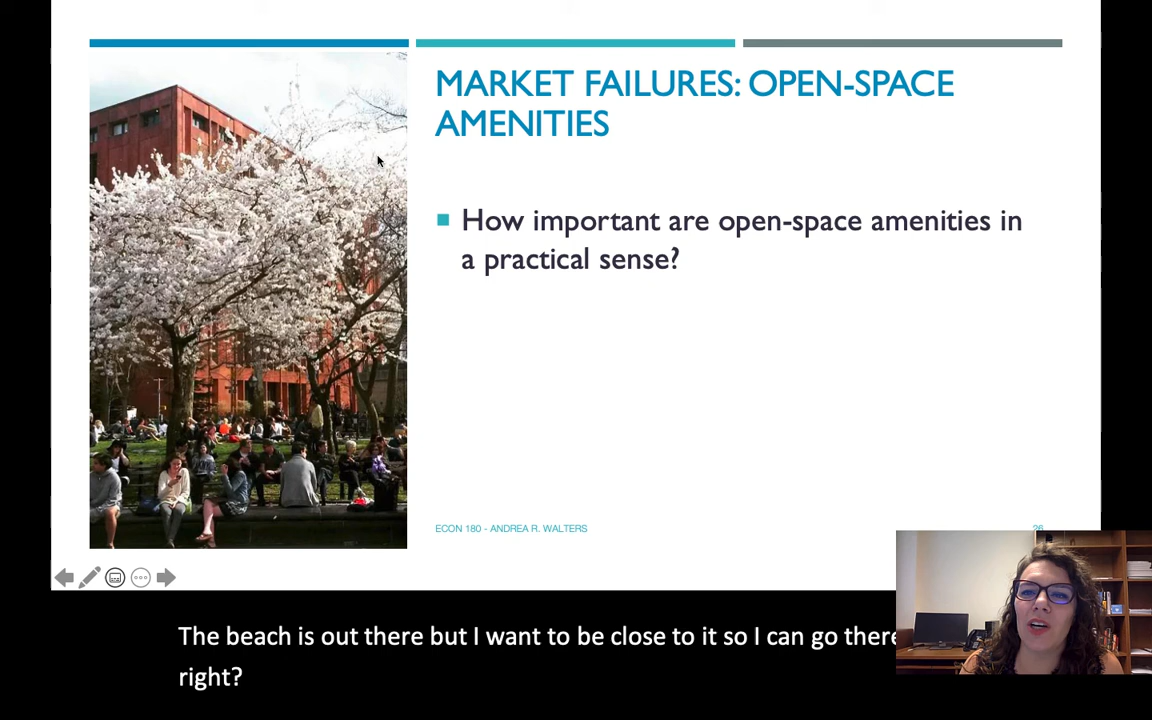 MARKET FAILURES: OPEN-SPACE
AMENITIES
How important are open-space amenities in
a practical sense?
ECON 180 - ANDREA R. WALTERS
The beach is out there but I want to be close to it so I can go there
right?